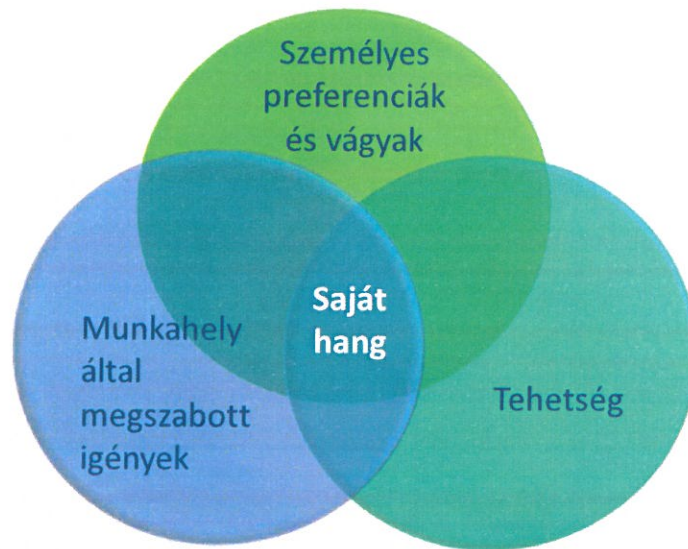 Személyes
preferenciák
és vágyak
Saját
hang
Munkahely
által
megszabott
igények
Tehetség